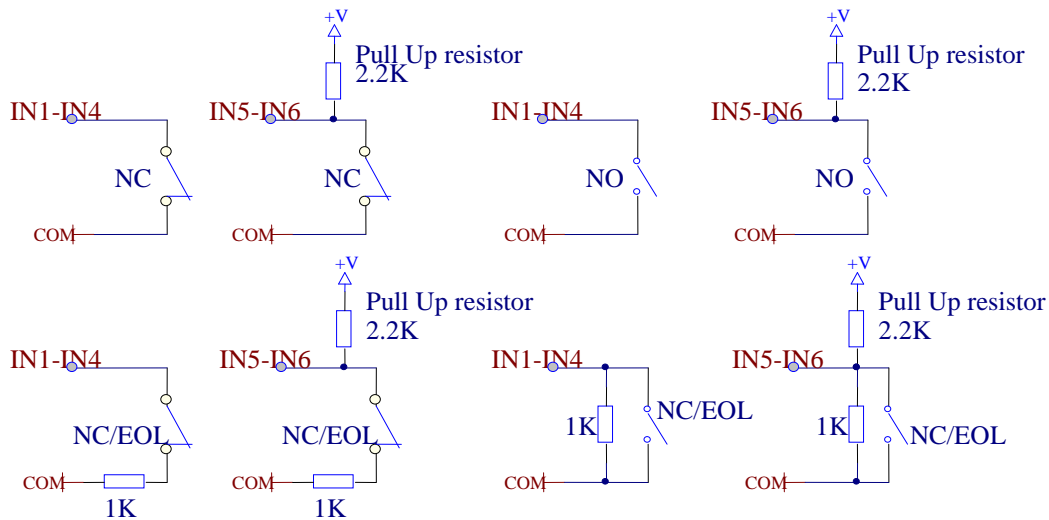 +V
Pull Up resistor
2.2K
IN1-IN4
IN5-IN6
NC
NC
COM
COM
+V
Pull Up resistor
2.2K
IN1-IN4
IN5-IN6
NO
NO
COM
COM
+V
Pull Up resistor
2.2K
IN1-IN4
IN5-IN6
NC/EOL
NC/EOL
COM
COM
1K
1K
+V
Pull Up resistor
2.2K
IN1-IN4
IN5-IN6
1K
NC/EOL
1K
NC/EOL
COM
COM